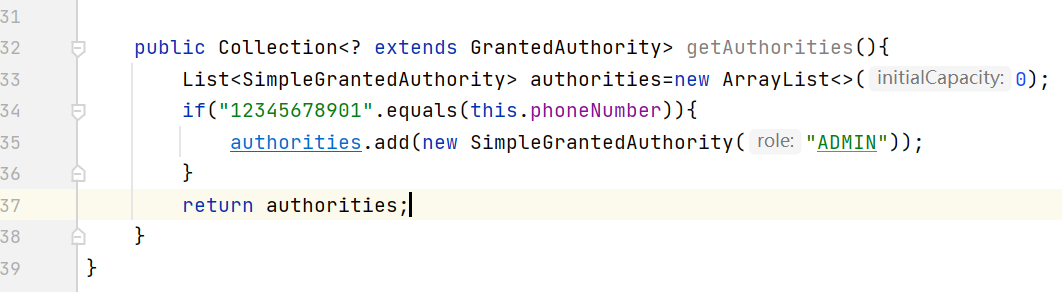 31
32 public Collection<? extends GrantedAuthority> getAuthorities(){
33 List<SimpleGrantedAuthority> authorities=new ArrayList<>( initialCapacity: 0);
34 if("12345678901".equals(this.phoneNumber)){
35 authorities.add(new SimpleGrantedAuthority( role: "ADMIN"));
36 }
37 return authorities;
38 }
39 }